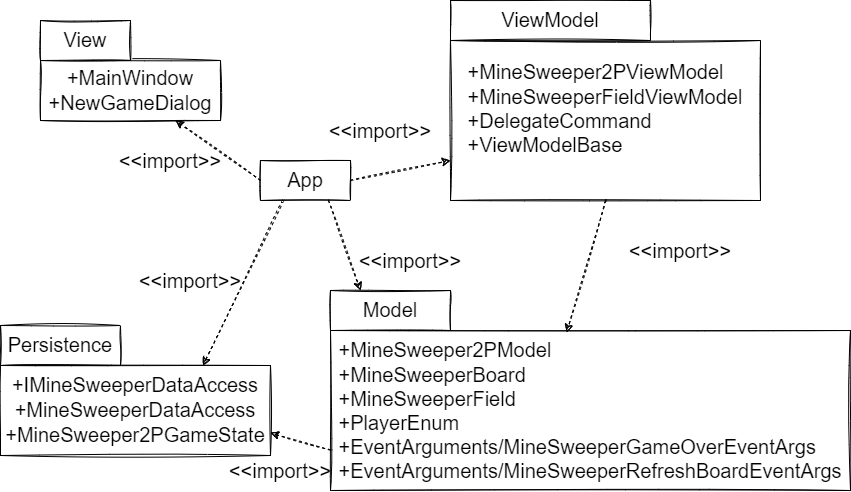 View
+MainWindow
+NewGameDialog
ViewModel
+MineSweeper2PViewModel
+MineSweeperFieldViewModel
+DelegateCommand
+ViewModelBase
<<import>>
<<import>>
App
<<import>>
<<import>>
<<import>>
Model
+MineSweeper2PModel
+MineSweeperBoard
+MineSweeperField
+PlayerEnum
+EventArguments/MineSweeperGameOverEventArgs
+EventArguments/MineSweeperRefreshBoardEventArgs
Persistence
+IMineSweeperDataAccess
+MineSweeperDataAccess
+MineSweeper2PGameState
<<import>>